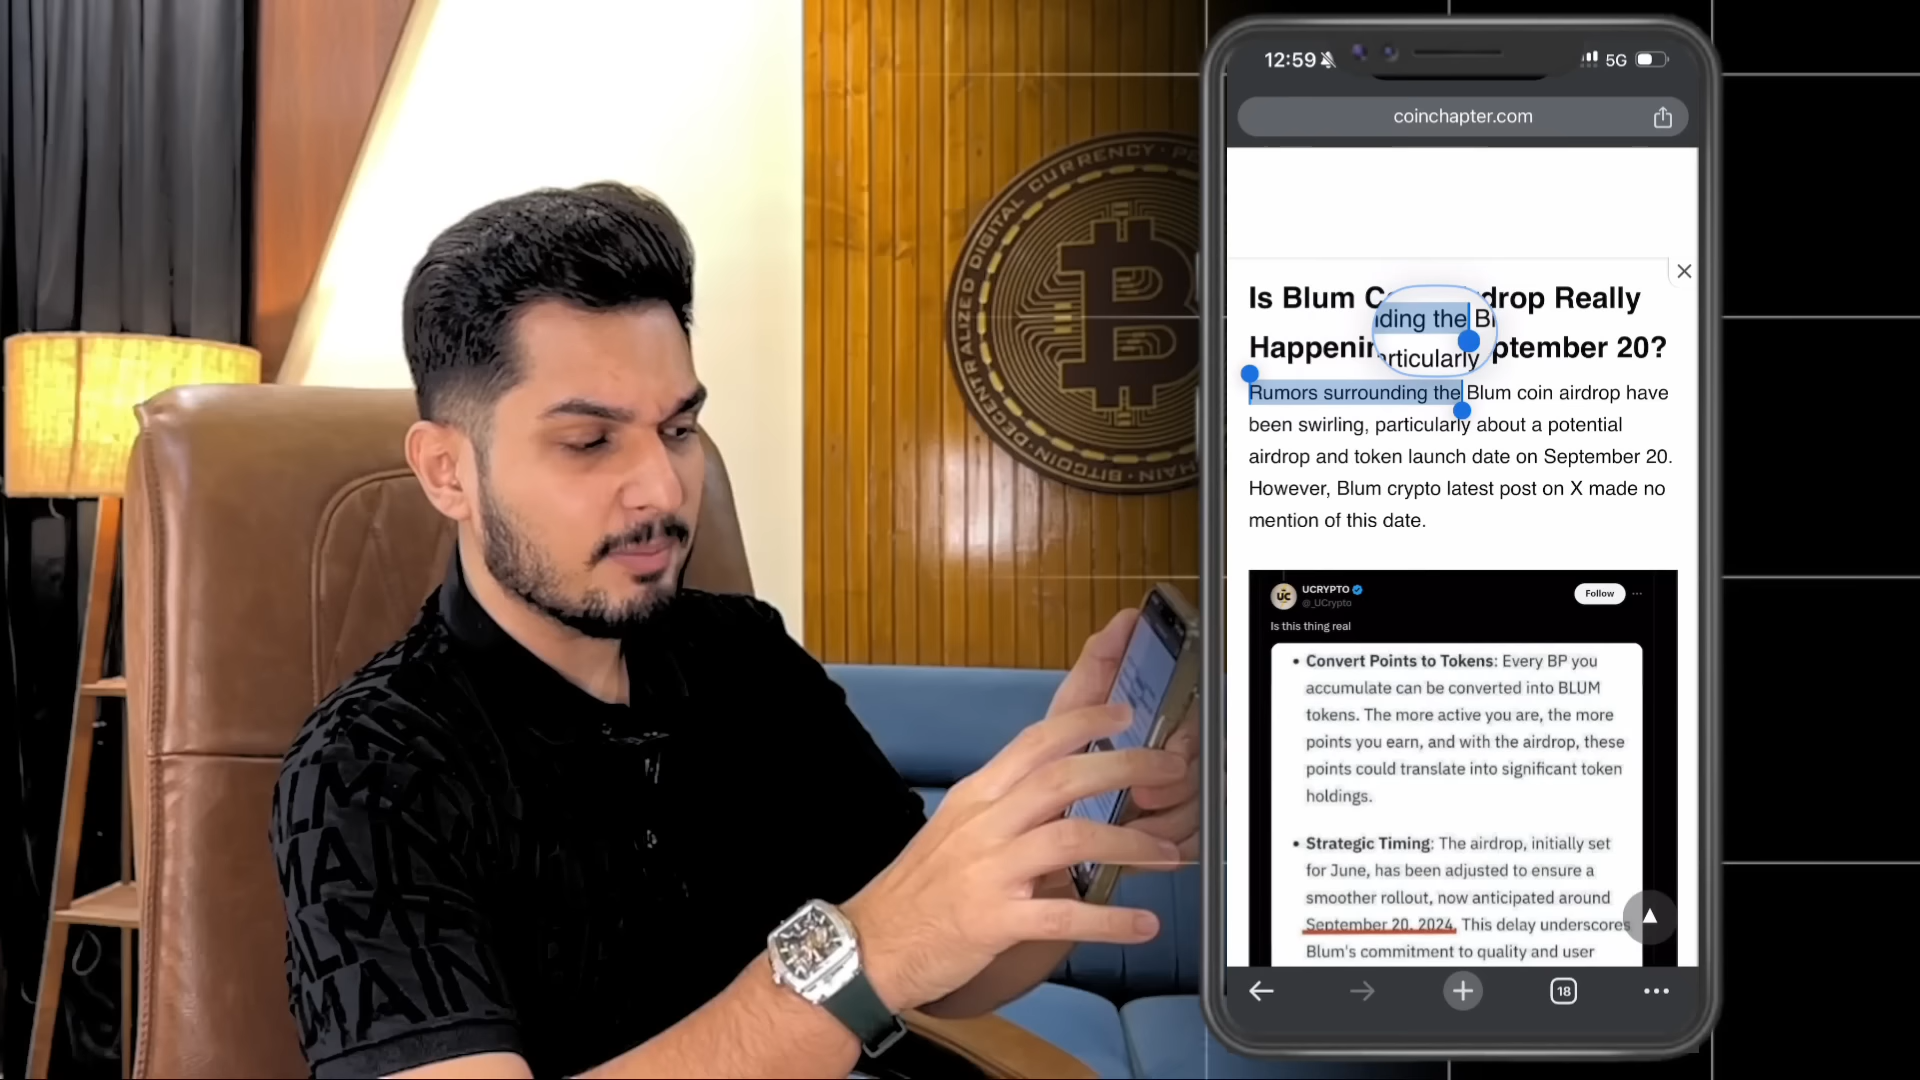 12:59
5G
coinchapter.com
DECENTRALIZED DIGITAL CURRENCY
BITCOIN
Is Blum C drop Really
Happenin ptember 20?
ding the B
articularly
Rumors surrounding the Blum coin airdrop have
been swirling, particularly about a potential
airdrop and token launch date on September 20.
However, Blum crypto latest post on X made no
mention of this date.
UC
UCRYPTO
@_UCrypto
Follow
Is this thing real
• Convert Points to Tokens: Every BP you
accumulate can be converted into BLUM
tokens. The more active you are, the more
points you earn, and with the airdrop, these
points could translate into significant token
holdings.
• Strategic Timing: The airdrop, initially set
for June, has been adjusted to ensure a
smoother rollout, now anticipated around
September 20, 2024. This delay underscores
Blum's commitment to quality and user
18